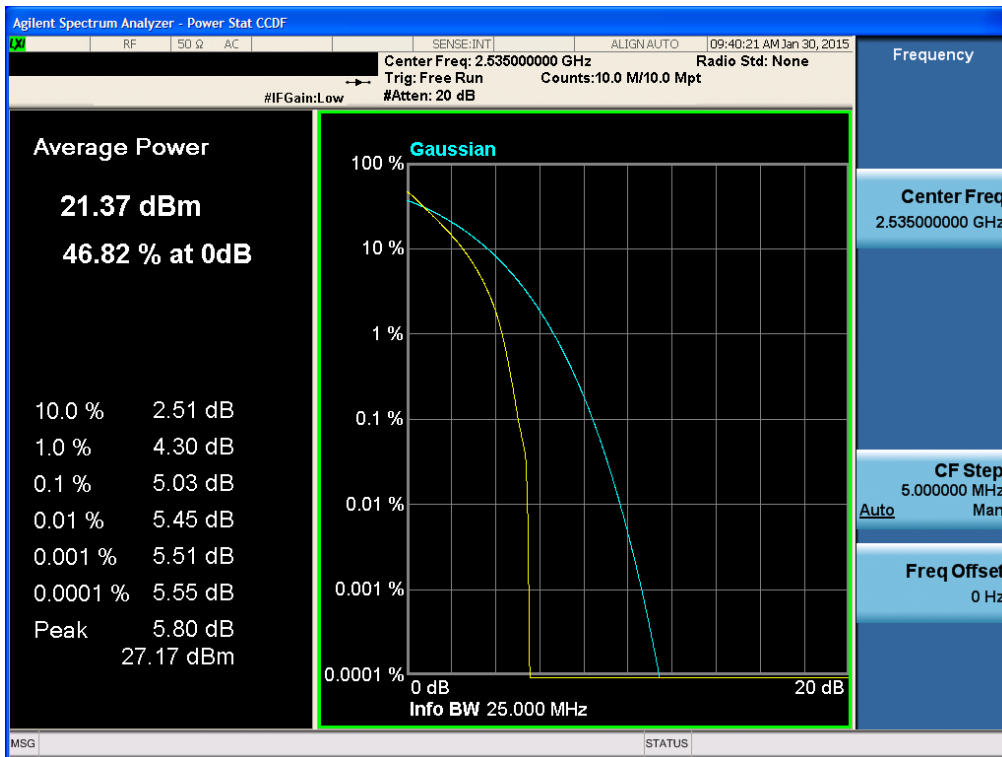 Agilent Spectrum Analyzer - Power Stat CCDF
LXI RF 50 Ω AC SENSE:INT ALIGN AUTO 09:40:21 AM Jan 30, 2015
Center Freq: 2.535000000 GHz Radio Std: None
Trig: Free Run Counts:10.0 M/10.0 Mpt
#IFGain:Low #Atten: 20 dB
Average Power
21.37 dBm
46.82 % at 0dB
10.0 % 2.51 dB
1.0 % 4.30 dB
0.1 % 5.03 dB
0.01 % 5.45 dB
0.001 % 5.51 dB
0.0001 % 5.55 dB
Peak 5.80 dB
27.17 dBm
Gaussian
100 %
10 %
1 %
0.1 %
0.01 %
0.001 %
0.0001 %
0 dB 20 dB
Info BW 25.000 MHz
Frequency
Center Freq
2.535000000 GHz
CF Step
5.000000 MHz
Auto Man
Freq Offset
0 Hz
MSG STATUS